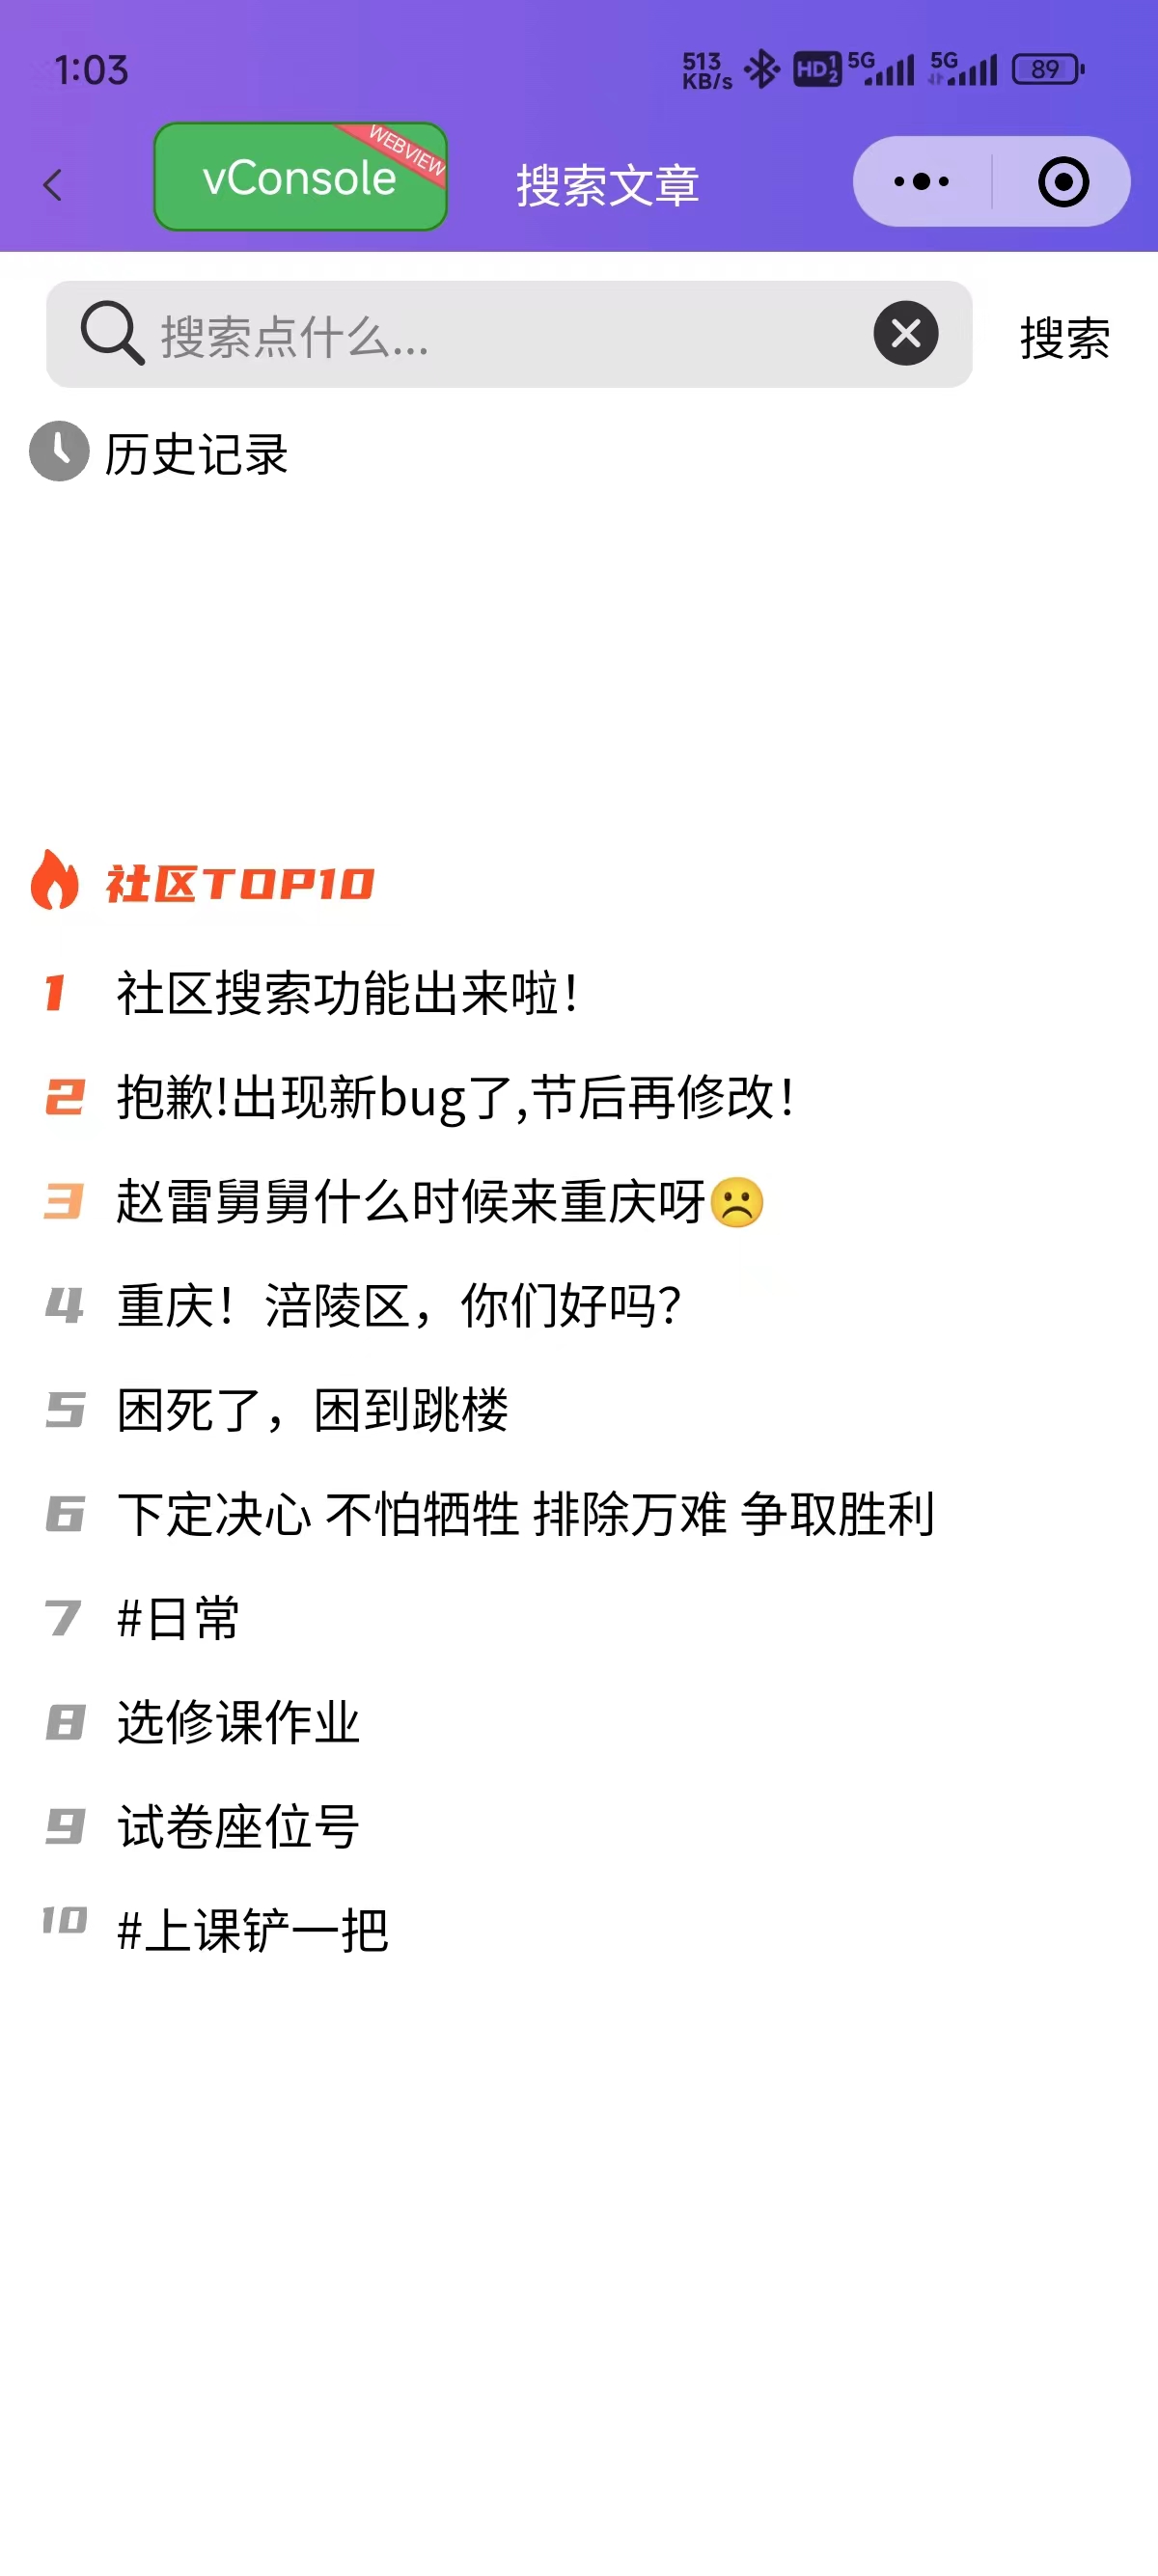 1:03
513
KB/s
HD 1 2
5G
5G
89
vConsole
WEBVIEW
搜索文章
搜索点什么...
搜索
历史记录
社区TOP10
1 社区搜索功能出来啦!
2 抱歉!出现新bug了,节后再修改!
3 赵雷舅舅什么时候来重庆呀☹️
4 重庆！涪陵区，你们好吗？
5 困死了，困到跳楼
6 下定决心 不怕牺牲 排除万难 争取胜利
7 #日常
8 选修课作业
9 试卷座位号
10 #上课铲一把